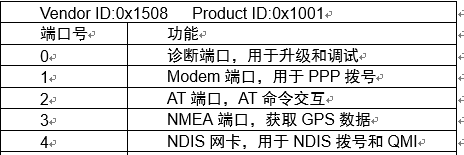 Vendor ID:0x1508 Product ID:0x1001
端口号 功能
0 诊断端口，用于升级和调试
1 Modem 端口，用于 PPP 拨号
2 AT 端口，AT 命令交互
3 NMEA 端口，获取 GPS 数据
4 NDIS 网卡，用于 NDIS 拨号和 QMI